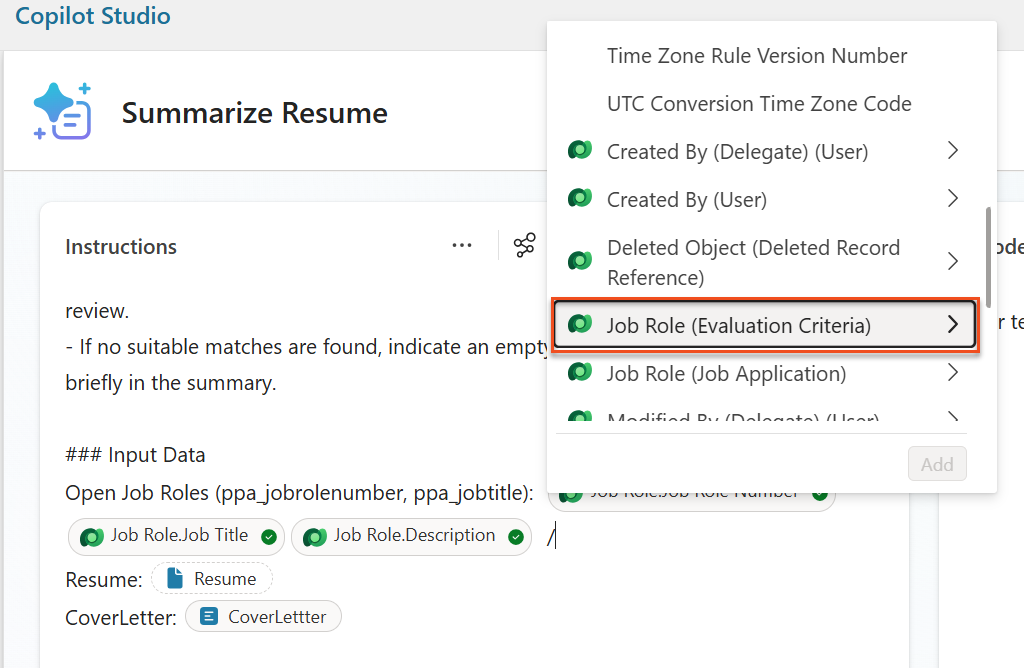 Copilot Studio
Summarize Resume
Time Zone Rule Version Number
UTC Conversion Time Zone Code
Created By (Delegate) (User)
Created By (User)
Deleted Object (Deleted Record
Reference)
Job Role (Evaluation Criteria)
Job Role (Job Application)
Modified By (Delegate) (User)
Add
Instructions
review.
- If no suitable matches are found, indicate an empty
briefly in the summary.
### Input Data
Open Job Roles (ppa_jobrolenumber, ppa_jobtitle): Job Role.Job Role Number
Job Role.Job Title Job Role.Description /
Resume: Resume
CoverLetter: CoverLettter